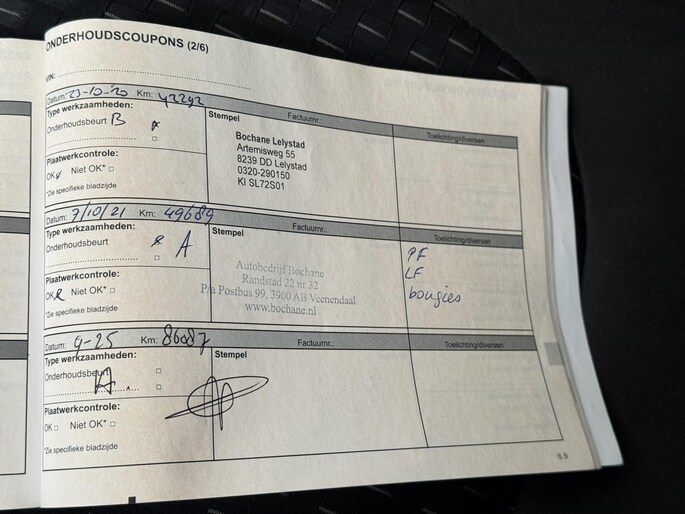 ONDERHOUDSCOUPONS (2/6)
VIN:
Datum: 23-10-'20 Km: 42292
Type werkzaamheden:
Onderhoudsbeurt B
Plaatwerkcontrole:
OK Niet OK*
*Zie specifieke bladzijde
Stempel Factuurnr.:
Bochane Lelystad
Artemisweg 55
8239 DD Lelystad
0320-290150
KI SL72S01
Toelichting/diversen
Datum: 7/10/21 Km: 49689
Type werkzaamheden:
Onderhoudsbeurt A
Plaatwerkcontrole:
OK Niet OK*
*Zie specifieke bladzijde
Stempel Factuurnr.:
Autobedrijf Bochane
Randstad 22 nr 32
P/a Postbus 99, 3900 AB Veenendaal
www.bochane.nl
Toelichting/diversen
PF
LF
bougies
Datum: 9-25 Km: 86087
Type werkzaamheden:
Onderhoudsbeurt
A.
Plaatwerkcontrole:
OK Niet OK*
*Zie specifieke bladzijde
Stempel Factuurnr.:
Toelichting/diversen
6.9